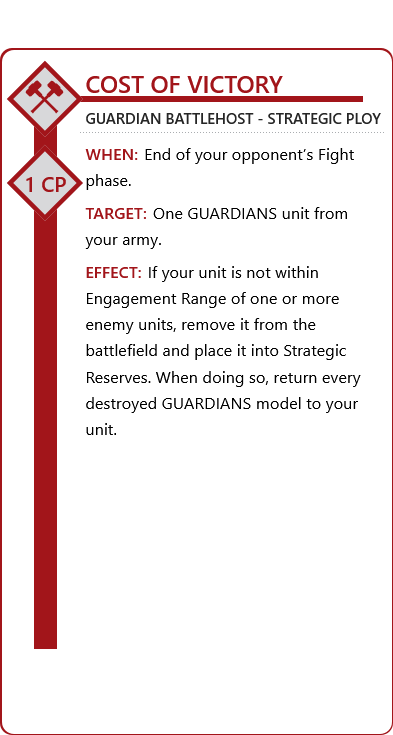 COST OF VICTORY
GUARDIAN BATTLEHOST - STRATEGIC PLOY
1 CP
WHEN: End of your opponent’s Fight
phase.
TARGET: One GUARDIANS unit from
your army.
EFFECT: If your unit is not within
Engagement Range of one or more
enemy units, remove it from the
battlefield and place it into Strategic
Reserves. When doing so, return every
destroyed GUARDIANS model to your
unit.